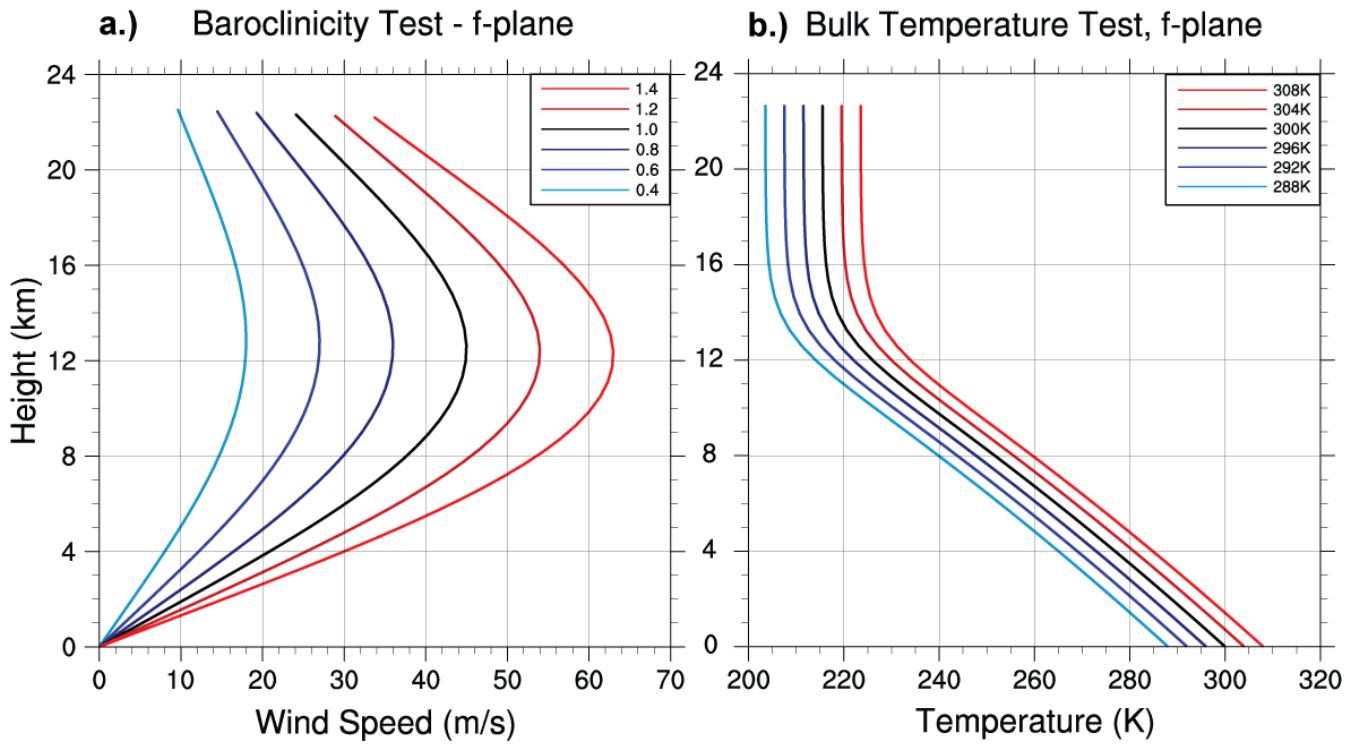 a.) Baroclinicity Test - f-plane
24
20
16
12
8
4
0
Height (km)
1.4
1.2
1.0
0.8
0.6
0.4
0 10 20 30 40 50 60 70
Wind Speed (m/s)
b.) Bulk Temperature Test, f-plane
24
20
16
12
8
4
0
308K
304K
300K
296K
292K
288K
200 220 240 260 280 300 320
Temperature (K)